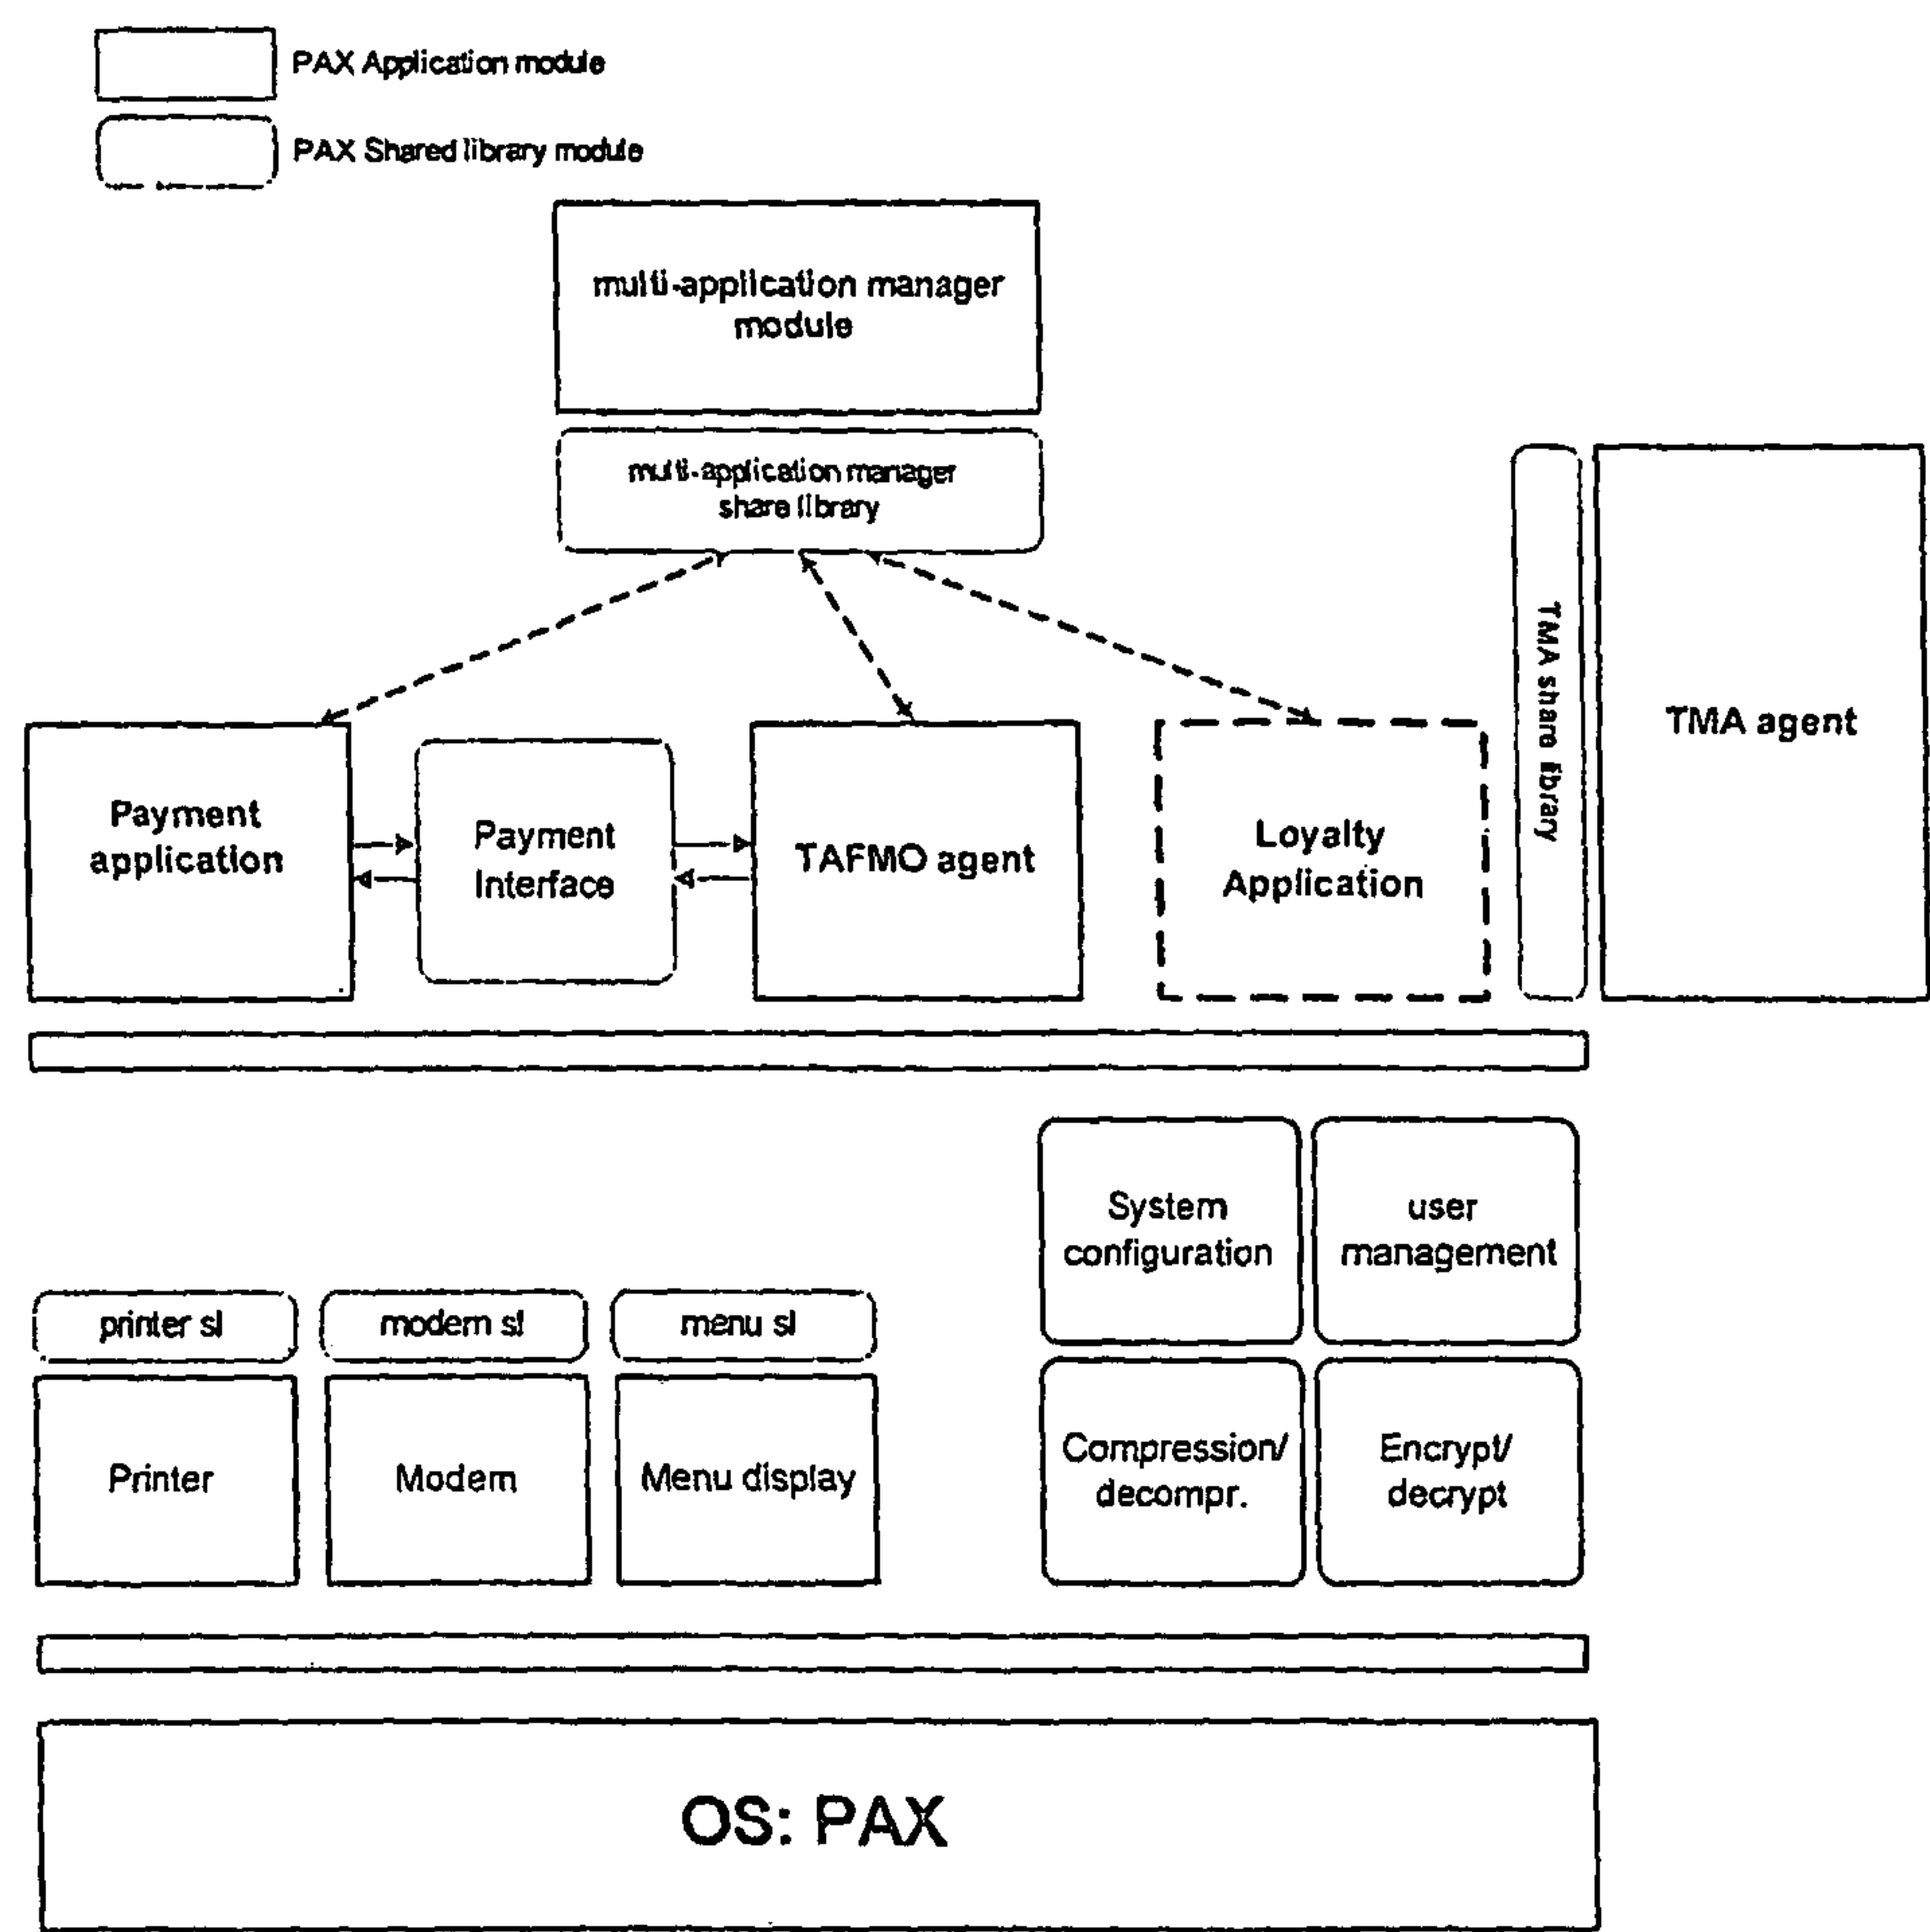 PAX Application module
PAX Shared library module
multi-application manager
module
multi-application manager
share library
TMA share library
TMA agent
Payment
application
Payment
Interface
TAFMO agent
Loyalty
Application
System
configuration
user
management
printer sl
modem sl
menu sl
Printer
Modem
Menu display
Compression/
decompr.
Encrypt/
decrypt
OS: PAX